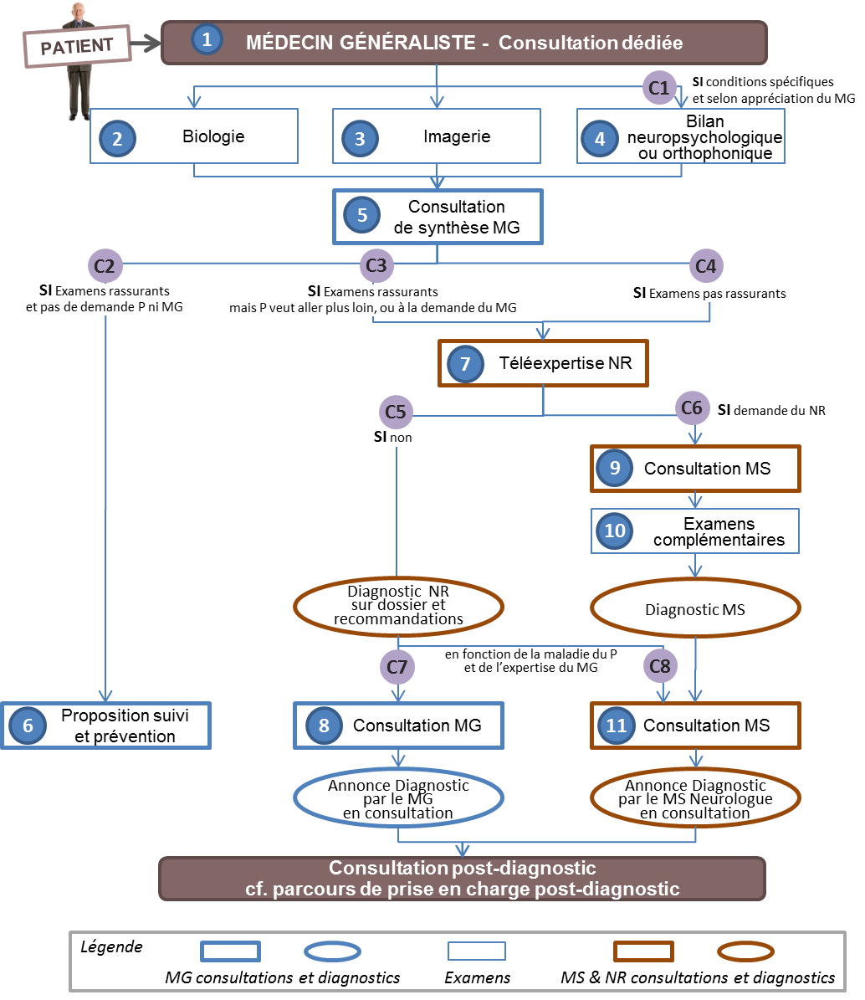 PATIENT
1 MÉDECIN GÉNÉRALISTE - Consultation dédiée
C1
SI conditions spécifiques
et selon appréciation du MG
2 Biologie
3 Imagerie
4 Bilan
neuropsychologique
ou orthophonique
5 Consultation
de synthèse MG
C2
SI Examens rassurants
et pas de demande P ni MG
C3
SI Examens rassurants
mais P veut aller plus loin, ou à la demande du MG
C4
SI Examens pas rassurants
7 Téléexpertise NR
C5
SI non
C6
SI demande du NR
9 Consultation MS
10 Examens
complémentaires
Diagnostic NR
sur dossier et
recommandations
Diagnostic MS
C7
en fonction de la maladie du P
et de l'expertise du MG
C8
6 Proposition suivi
et prévention
8 Consultation MG
11 Consultation MS
Annonce Diagnostic
par le MG
en consultation
Annonce Diagnostic
par le MS Neurologue
en consultation
Consultation post-diagnostic
cf. parcours de prise en charge post-diagnostic
Légende
MG consultations et diagnostics
Examens
MS & NR consultations et diagnostics